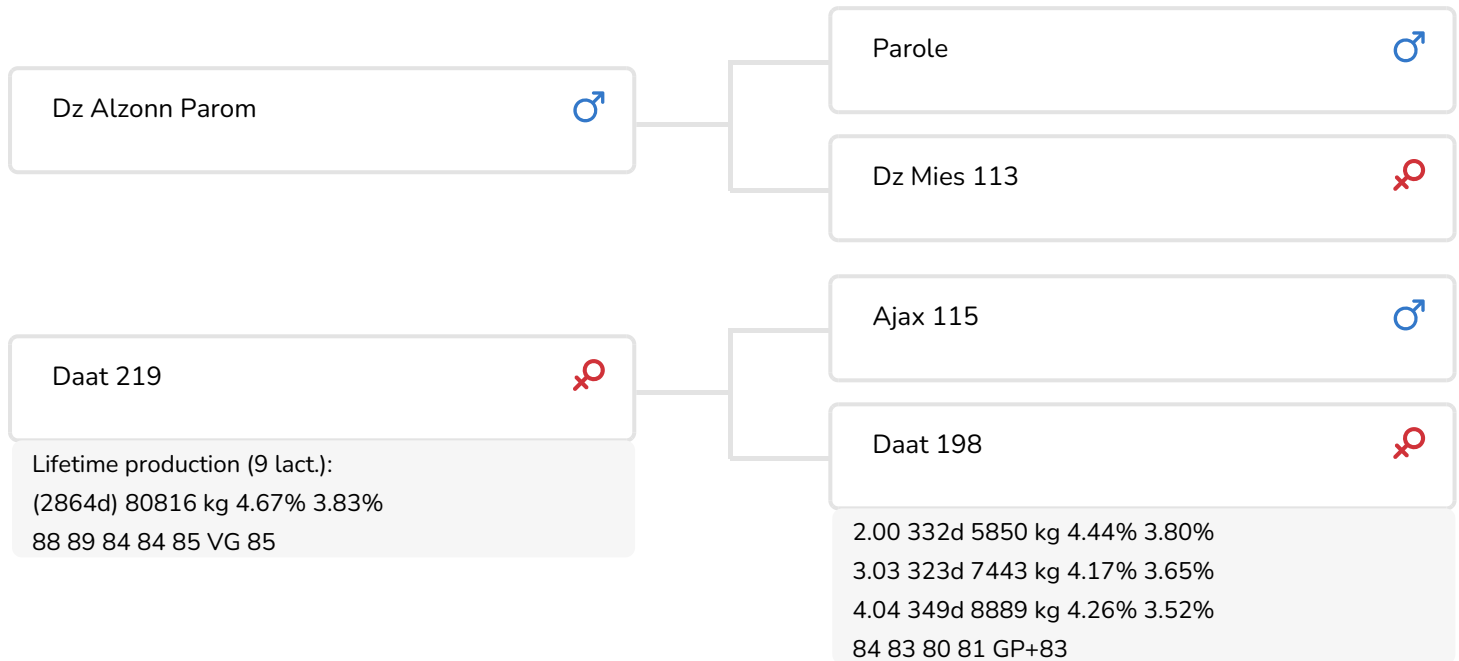 Dz Alzonn Parom
Parole
Dz Mies 113
Daat 219
Lifetime production (9 lact.):
(2864d) 80816 kg 4.67% 3.83%
88 89 84 84 85 VG 85
Ajax 115
Daat 198
2.00 332d 5850 kg 4.44% 3.80%
3.03 323d 7443 kg 4.17% 3.65%
4.04 349d 8889 kg 4.26% 3.52%
84 83 80 81 GP+83